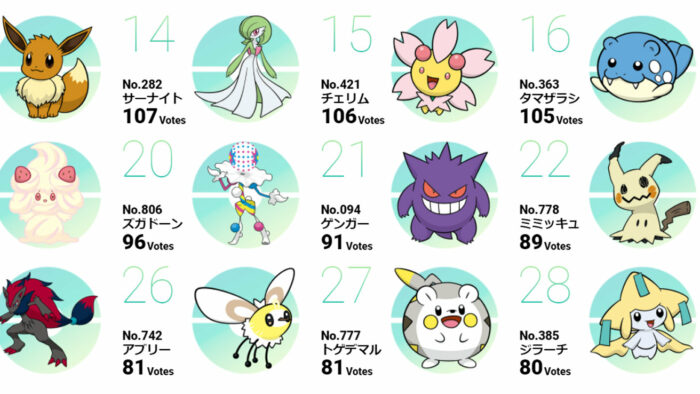 14
No.282
サーナイト
107 Votes
15
No.421
チェリム
106 Votes
16
No.363
タマザラシ
105 Votes
20
No.806
ズガドーン
96 Votes
21
No.094
ゲンガー
91 Votes
22
No.778
ミミッキュ
89 Votes
26
No.742
アブリー
81 Votes
27
No.777
トゲデマル
81 Votes
28
No.385
ジラーチ
80 Votes